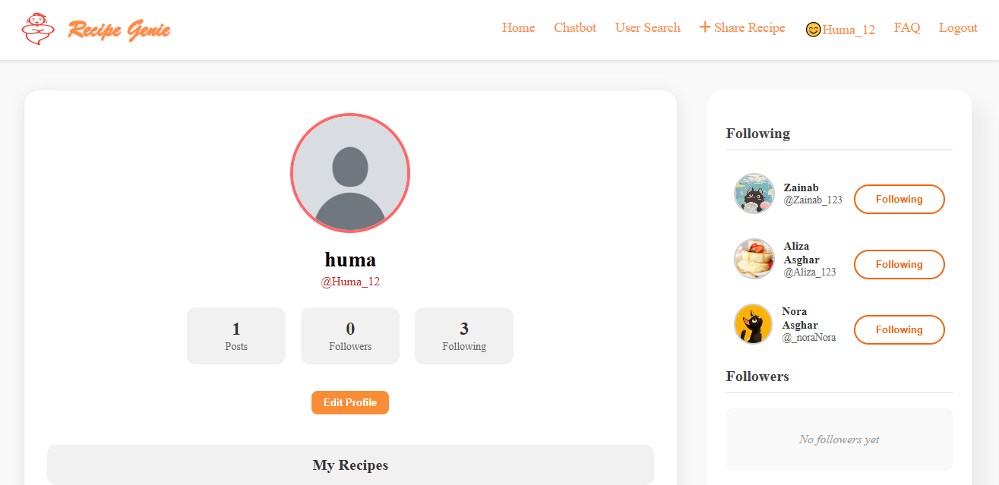 Recipe Genie
Home Chatbot User Search + Share Recipe 😊Huma_12 FAQ Logout
huma
@Huma_12
1
Posts
0
Followers
3
Following
Edit Profile
My Recipes
Following
Zainab
@Zainab_123
Following
Aliza
Asghar
@Aliza_123
Following
Nora
Asghar
@_noraNora
Following
Followers
No followers yet